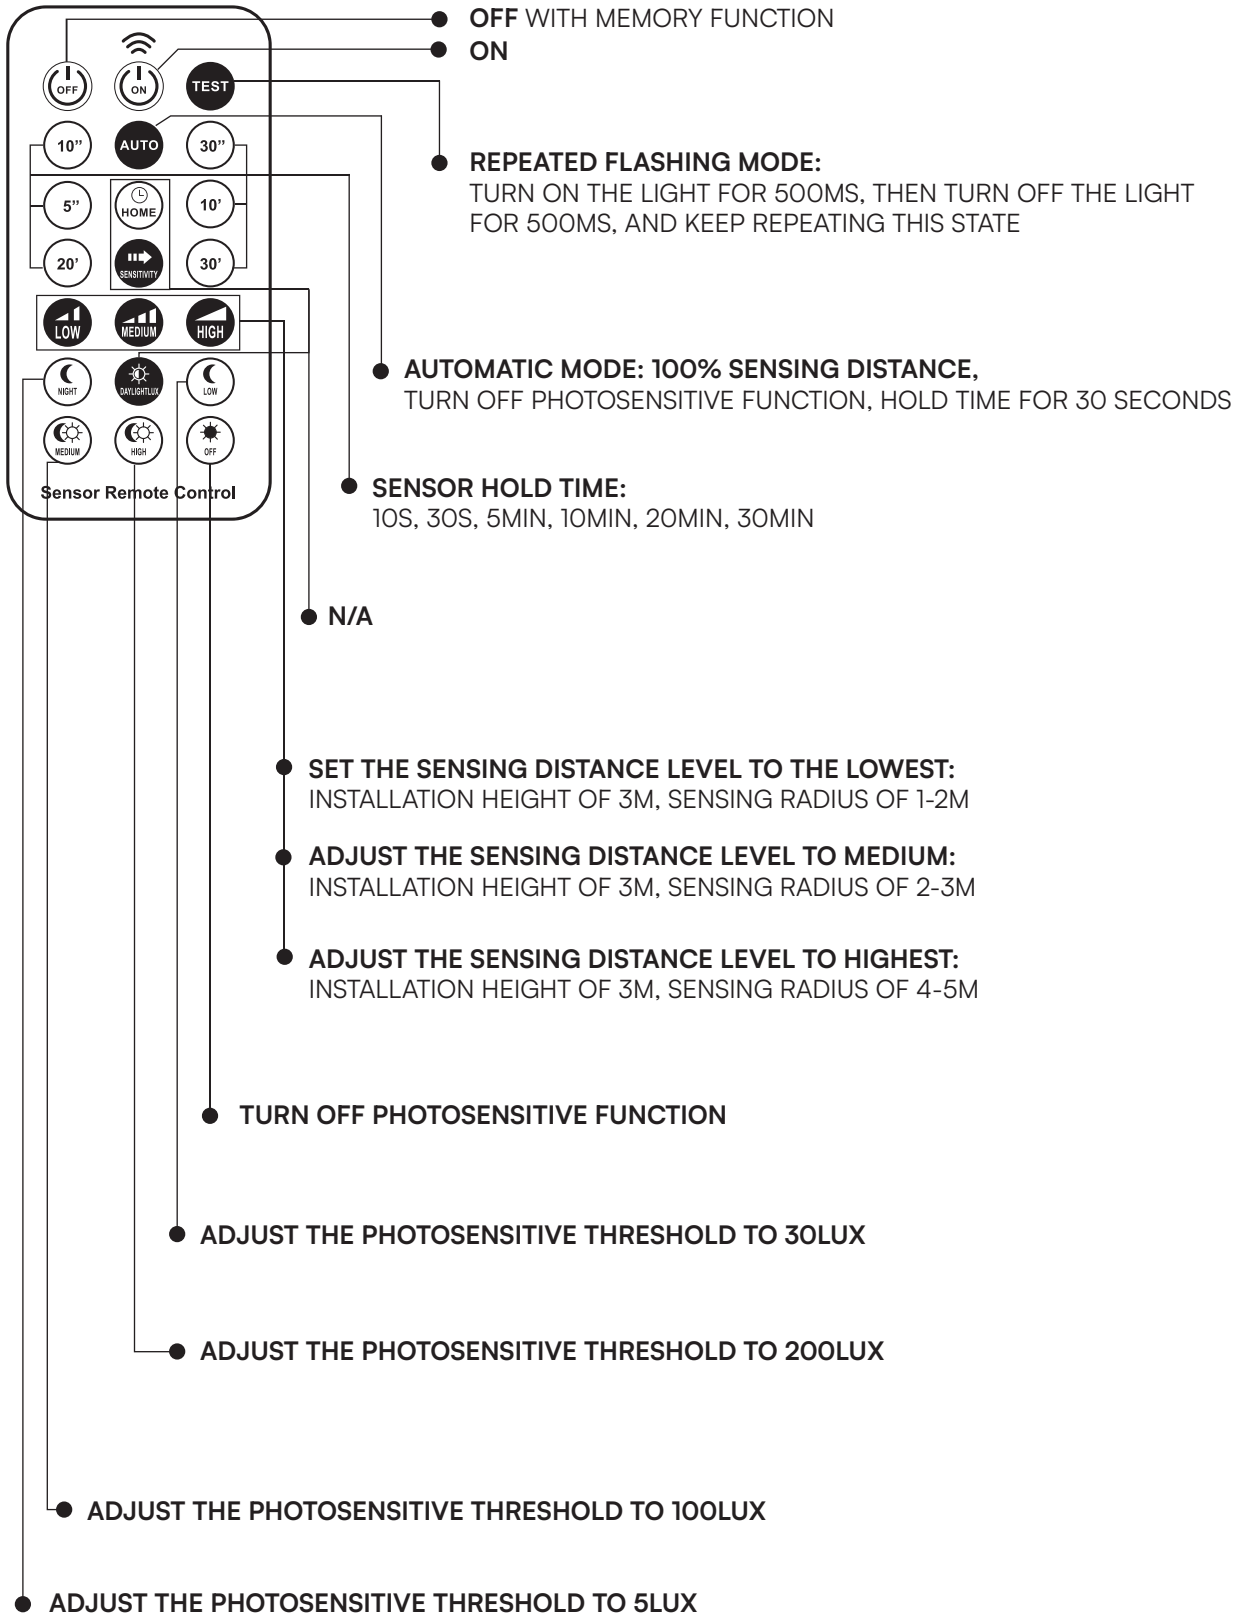 OFF WITH MEMORY FUNCTION
ON
OFF
ON
TEST
10”
AUTO
30”
REPEATED FLASHING MODE:
TURN ON THE LIGHT FOR 500MS, THEN TURN OFF THE LIGHT
FOR 500MS, AND KEEP REPEATING THIS STATE
5”
HOME
10’
20’
SENSITIVITY
30’
LOW
MEDIUM
HIGH
AUTOMATIC MODE: 100% SENSING DISTANCE,
TURN OFF PHOTOSENSITIVE FUNCTION, HOLD TIME FOR 30 SECONDS
NIGHT
DAYLIGHTLUX
LOW
MEDIUM
HIGH
OFF
Sensor Remote Control
SENSOR HOLD TIME:
10S, 30S, 5MIN, 10MIN, 20MIN, 30MIN
N/A
SET THE SENSING DISTANCE LEVEL TO THE LOWEST:
INSTALLATION HEIGHT OF 3M, SENSING RADIUS OF 1-2M
ADJUST THE SENSING DISTANCE LEVEL TO MEDIUM:
INSTALLATION HEIGHT OF 3M, SENSING RADIUS OF 2-3M
ADJUST THE SENSING DISTANCE LEVEL TO HIGHEST:
INSTALLATION HEIGHT OF 3M, SENSING RADIUS OF 4-5M
TURN OFF PHOTOSENSITIVE FUNCTION
ADJUST THE PHOTOSENSITIVE THRESHOLD TO 30LUX
ADJUST THE PHOTOSENSITIVE THRESHOLD TO 200LUX
ADJUST THE PHOTOSENSITIVE THRESHOLD TO 100LUX
ADJUST THE PHOTOSENSITIVE THRESHOLD TO 5LUX